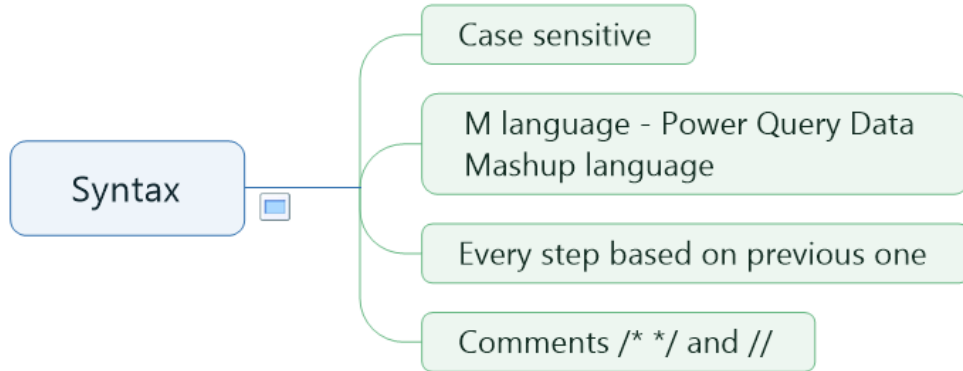 Syntax
Case sensitive
M language - Power Query Data
Mashup language
Every step based on previous one
Comments /* */ and //